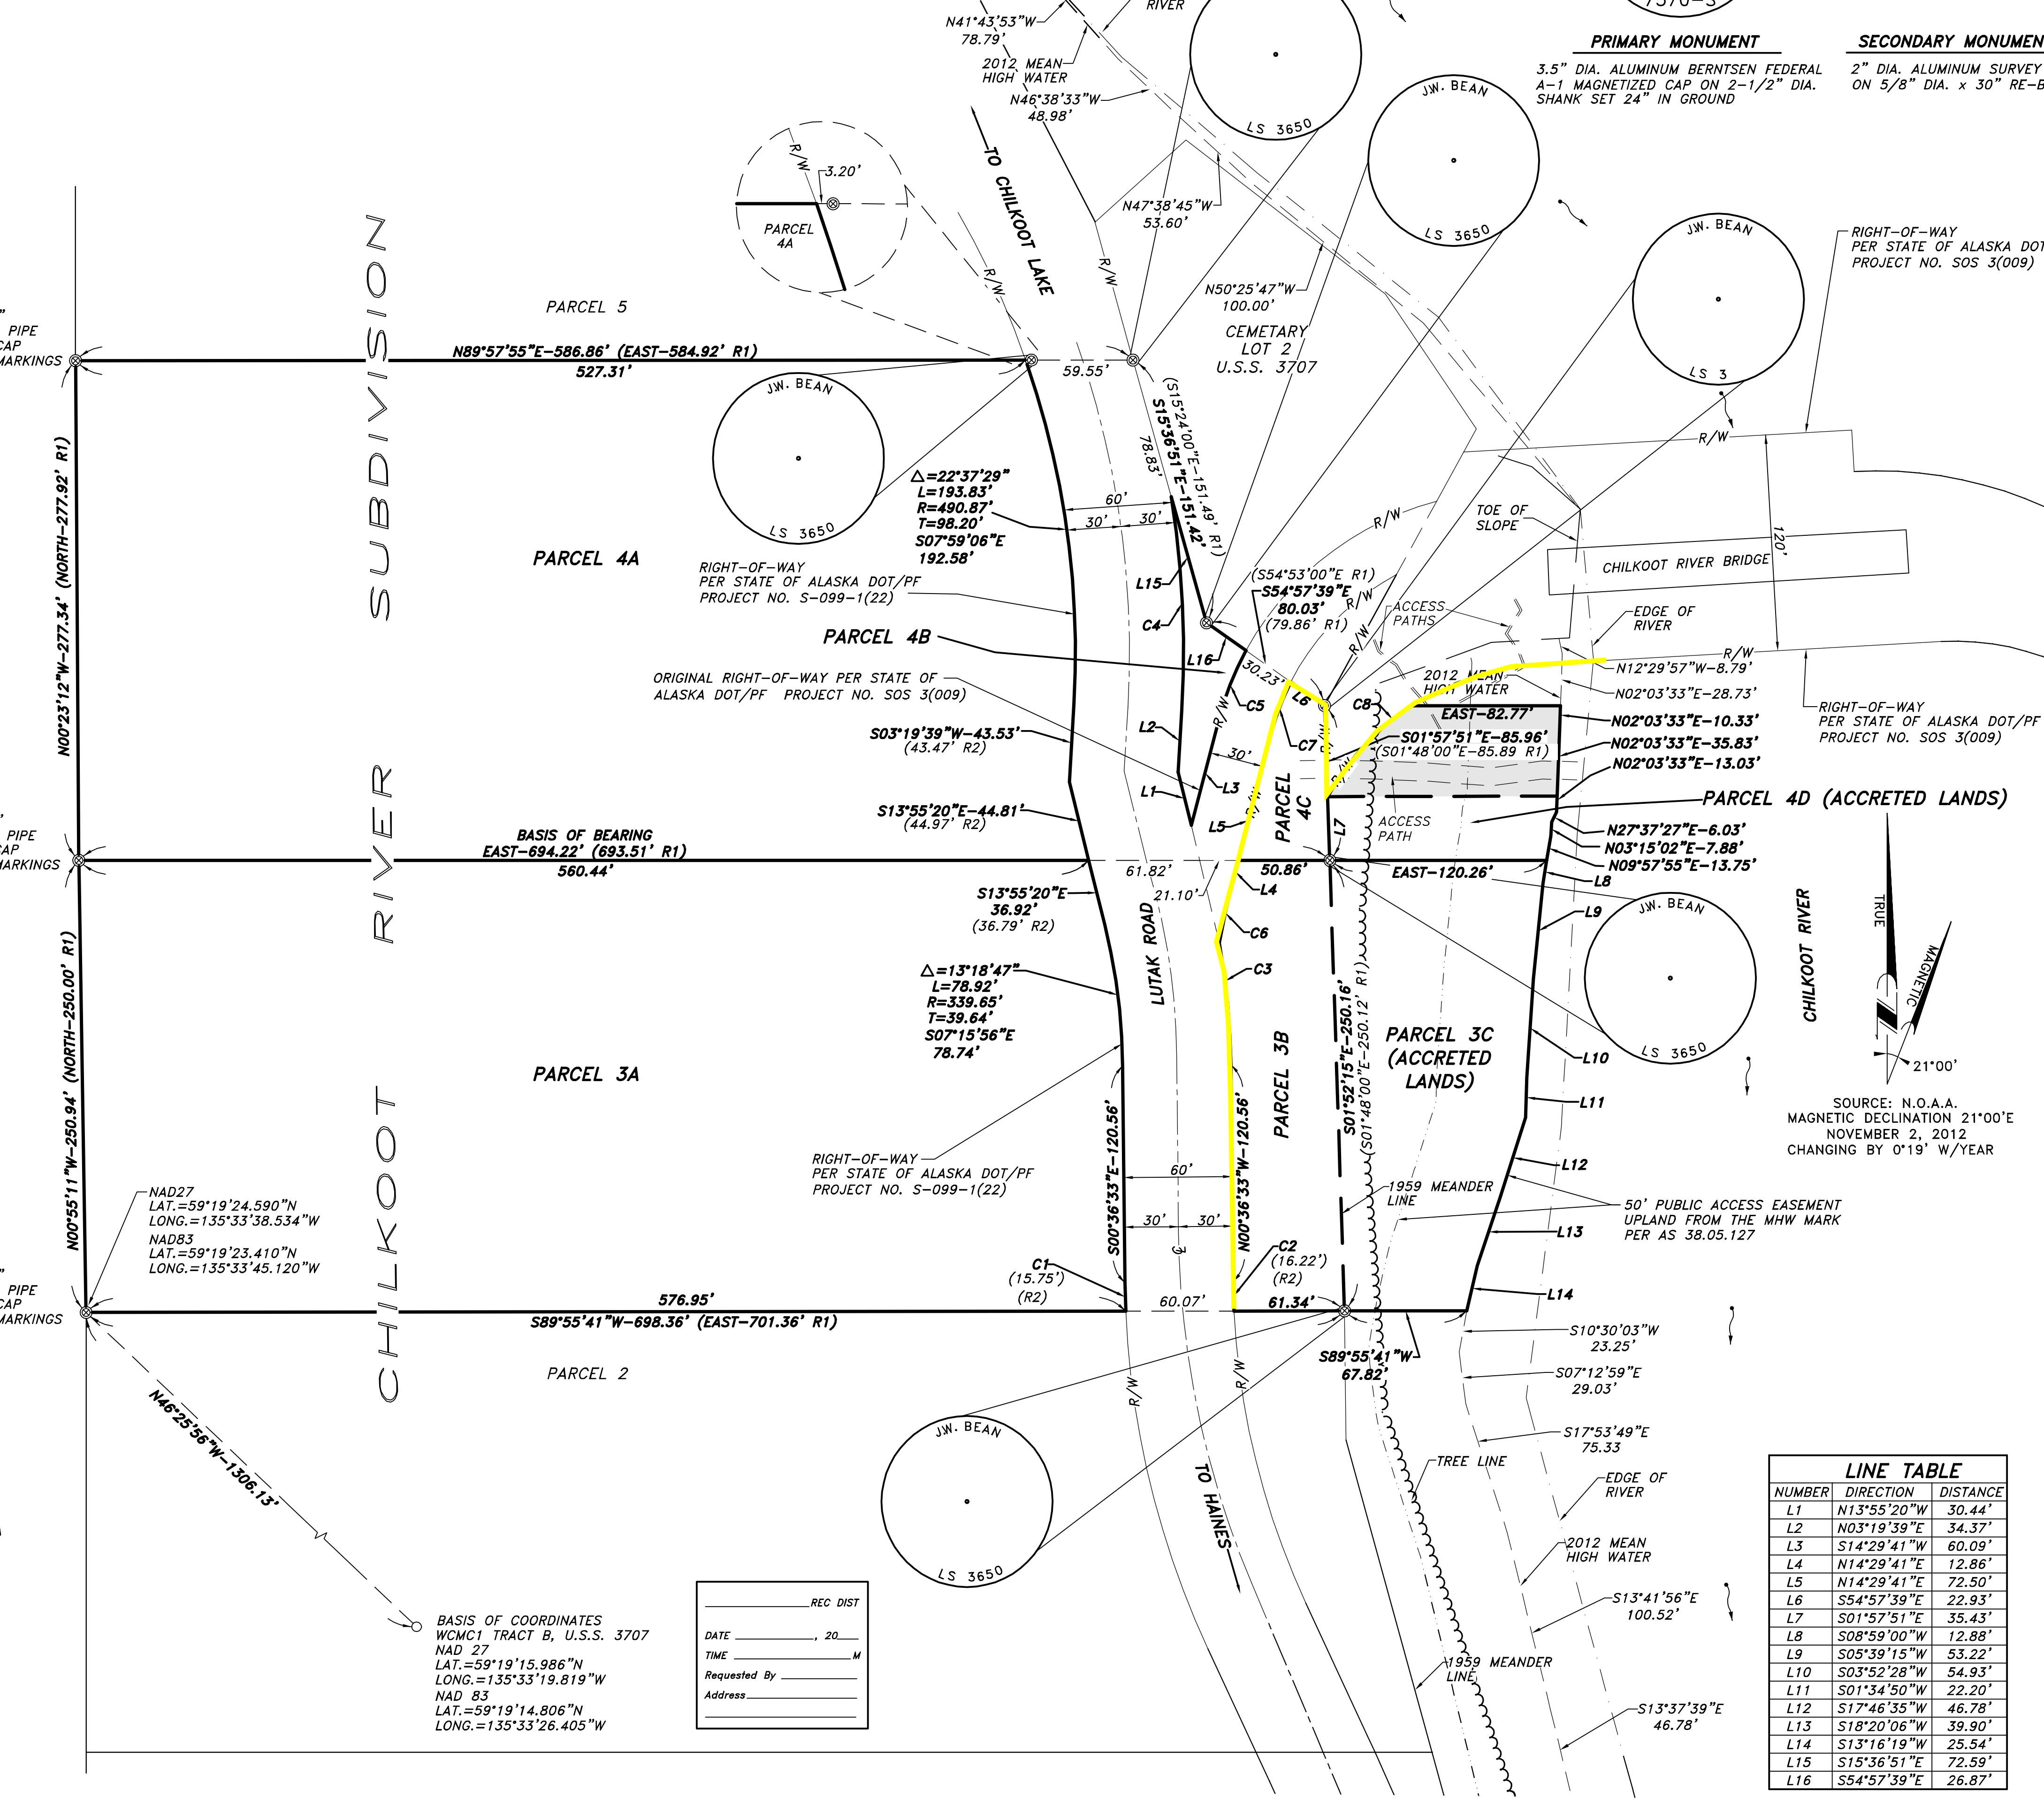 N41°43'53"W
78.79'
RIVER
2012 MEAN
HIGH WATER
N46°38'33"W
48.98'
TO CHILKOOT LAKE
N47°38'45"W
53.60'
N50°25'47"W
100.00'
CEMETARY
LOT 2
U.S.S. 3707
LS 3650
J.W. BEAN
LS 3650
J.W. BEAN
LS 3
7570-S
PRIMARY MONUMENT
3.5" DIA. ALUMINUM BERNTSEN FEDERAL
A-1 MAGNETIZED CAP ON 2-1/2" DIA.
SHANK SET 24" IN GROUND
SECONDARY MONUMEN
2" DIA. ALUMINUM SURVEY
ON 5/8" DIA. x 30" RE-B
RIGHT-OF-WAY
PER STATE OF ALASKA DOT
PROJECT NO. SOS 3(009)
R/W
3.20'
PARCEL
4A
R/W
R/W
PIPE
CAP
MARKINGS
CHILKOOT RIVER SUBDIVISION
PARCEL 5
N89°57'55"E-586.86' (EAST-584.92' R1)
527.31'
59.55'
J.W. BEAN
LS 3650
N00°23'12"W-277.34' (NORTH-277.92' R1)
(S15°24'00"E-151.49' R1)
S15°36'51"E-151.42'
78.83'
△=22°37'29"
L=193.83'
R=490.87'
T=98.20'
S07°59'06"E
192.58'
60'
30'
30'
PARCEL 4A
RIGHT-OF-WAY
PER STATE OF ALASKA DOT/PF
PROJECT NO. S-099-1(22)
PARCEL 4B
ORIGINAL RIGHT-OF-WAY PER STATE OF
ALASKA DOT/PF PROJECT NO. SOS 3(009)
L15
C4
L16
(S54°53'00"E R1)
S54°57'39"E
80.03'
(79.86' R1)
30.23'
R/W
R/W
R/W
R/W
TOE OF
SLOPE
CHILKOOT RIVER BRIDGE
120'
R/W
ACCESS
PATHS
EDGE OF
RIVER
R/W
N12°29'57"W-8.79'
2012 MEAN
HIGH WATER
N02°03'33"E-28.73'
RIGHT-OF-WAY
PER STATE OF ALASKA DOT/PF
PROJECT NO. SOS 3(009)
S03°19'39"W-43.53'
(43.47' R2)
L2
R/W
C5
L6
C7
C8
EAST-82.77'
R/W
S01°57'51"E-85.96'
(S01°48'00"E-85.89 R1)
N02°03'33"E-10.33'
N02°03'33"E-35.83'
N02°03'33"E-13.03'
30'
L1
L3
R/W
L5
R/W
PARCEL
4C
L7
ACCESS
PATH
PARCEL 4D (ACCRETED LANDS)
S13°55'20"E-44.81'
(44.97' R2)
N27°37'27"E-6.03'
N03°15'02"E-7.88'
N09°57'55"E-13.75'
PIPE
CAP
MARKINGS
BASIS OF BEARING
EAST-694.22' (693.51' R1)
560.44'
61.82'
21.10'
50.86'
EAST-120.26'
L8
L9
L4
C6
C3
S13°55'20"E
36.92'
(36.79' R2)
LUTAK ROAD
J.W. BEAN
LS 3650
CHILKOOT RIVER
TRUE
MAGNETIC
21°00'
SOURCE: N.O.A.A.
MAGNETIC DECLINATION 21°00'E
NOVEMBER 2, 2012
CHANGING BY 0°19' W/YEAR
N00°55'11"W-250.94' (NORTH-250.00' R1)
△=13°18'47"
L=78.92'
R=339.65'
T=39.64'
S07°15'56"E
78.74'
PARCEL 3A
PARCEL 3B
S01°52'15"E-250.16'
(S01°48'00"E-250.12' R1)
PARCEL 3C
(ACCRETED
LANDS)
L10
L11
L12
L13
L14
RIGHT-OF-WAY
PER STATE OF ALASKA DOT/PF
PROJECT NO. S-099-1(22)
S00°36'33"E-120.56'
60'
30'
30'
N00°36'33"W-120.56'
1959 MEANDER
LINE
50' PUBLIC ACCESS EASEMENT
UPLAND FROM THE MHW MARK
PER AS 38.05.127
NAD27
LAT.=59°19'24.590"N
LONG.=135°33'38.534"W
NAD83
LAT.=59°19'23.410"N
LONG.=135°33'45.120"W
PIPE
CAP
MARKINGS
C1
(15.75')
(R2)
C2
(16.22')
(R2)
576.95'
S89°55'41"W-698.36' (EAST-701.36' R1)
60.07'
61.34'
S89°55'41"W
67.82'
PARCEL 2
R/W
R/W
S10°30'03"W
23.25'
S07°12'59"E
29.03'
S17°53'49"E
75.33
N46°25'56"W-1306.13'
J.W. BEAN
LS 3650
TO HAINES
TREE LINE
EDGE OF
RIVER
2012 MEAN
HIGH WATER
S13°41'56"E
100.52'
1959 MEANDER
LINE
S13°37'39"E
46.78'
BASIS OF COORDINATES
WCMC1 TRACT B, U.S.S. 3707
NAD 27
LAT.=59°19'15.986"N
LONG.=135°33'19.819"W
NAD 83
LAT.=59°19'14.806"N
LONG.=135°33'26.405"W
REC DIST
DATE , 20
TIME M
Requested By
Address
LINE TABLE
NUMBER DIRECTION DISTANCE
L1 N13°55'20"W 30.44'
L2 N03°19'39"E 34.37'
L3 S14°29'41"W 60.09'
L4 N14°29'41"E 12.86'
L5 N14°29'41"E 72.50'
L6 S54°57'39"E 22.93'
L7 S01°57'51"E 35.43'
L8 S08°59'00"W 12.88'
L9 S05°39'15"W 53.22'
L10 S03°52'28"W 54.93'
L11 S01°34'50"W 22.20'
L12 S17°46'35"W 46.78'
L13 S18°20'06"W 39.90'
L14 S13°16'19"W 25.54'
L15 S15°36'51"E 72.59'
L16 S54°57'39"E 26.87'